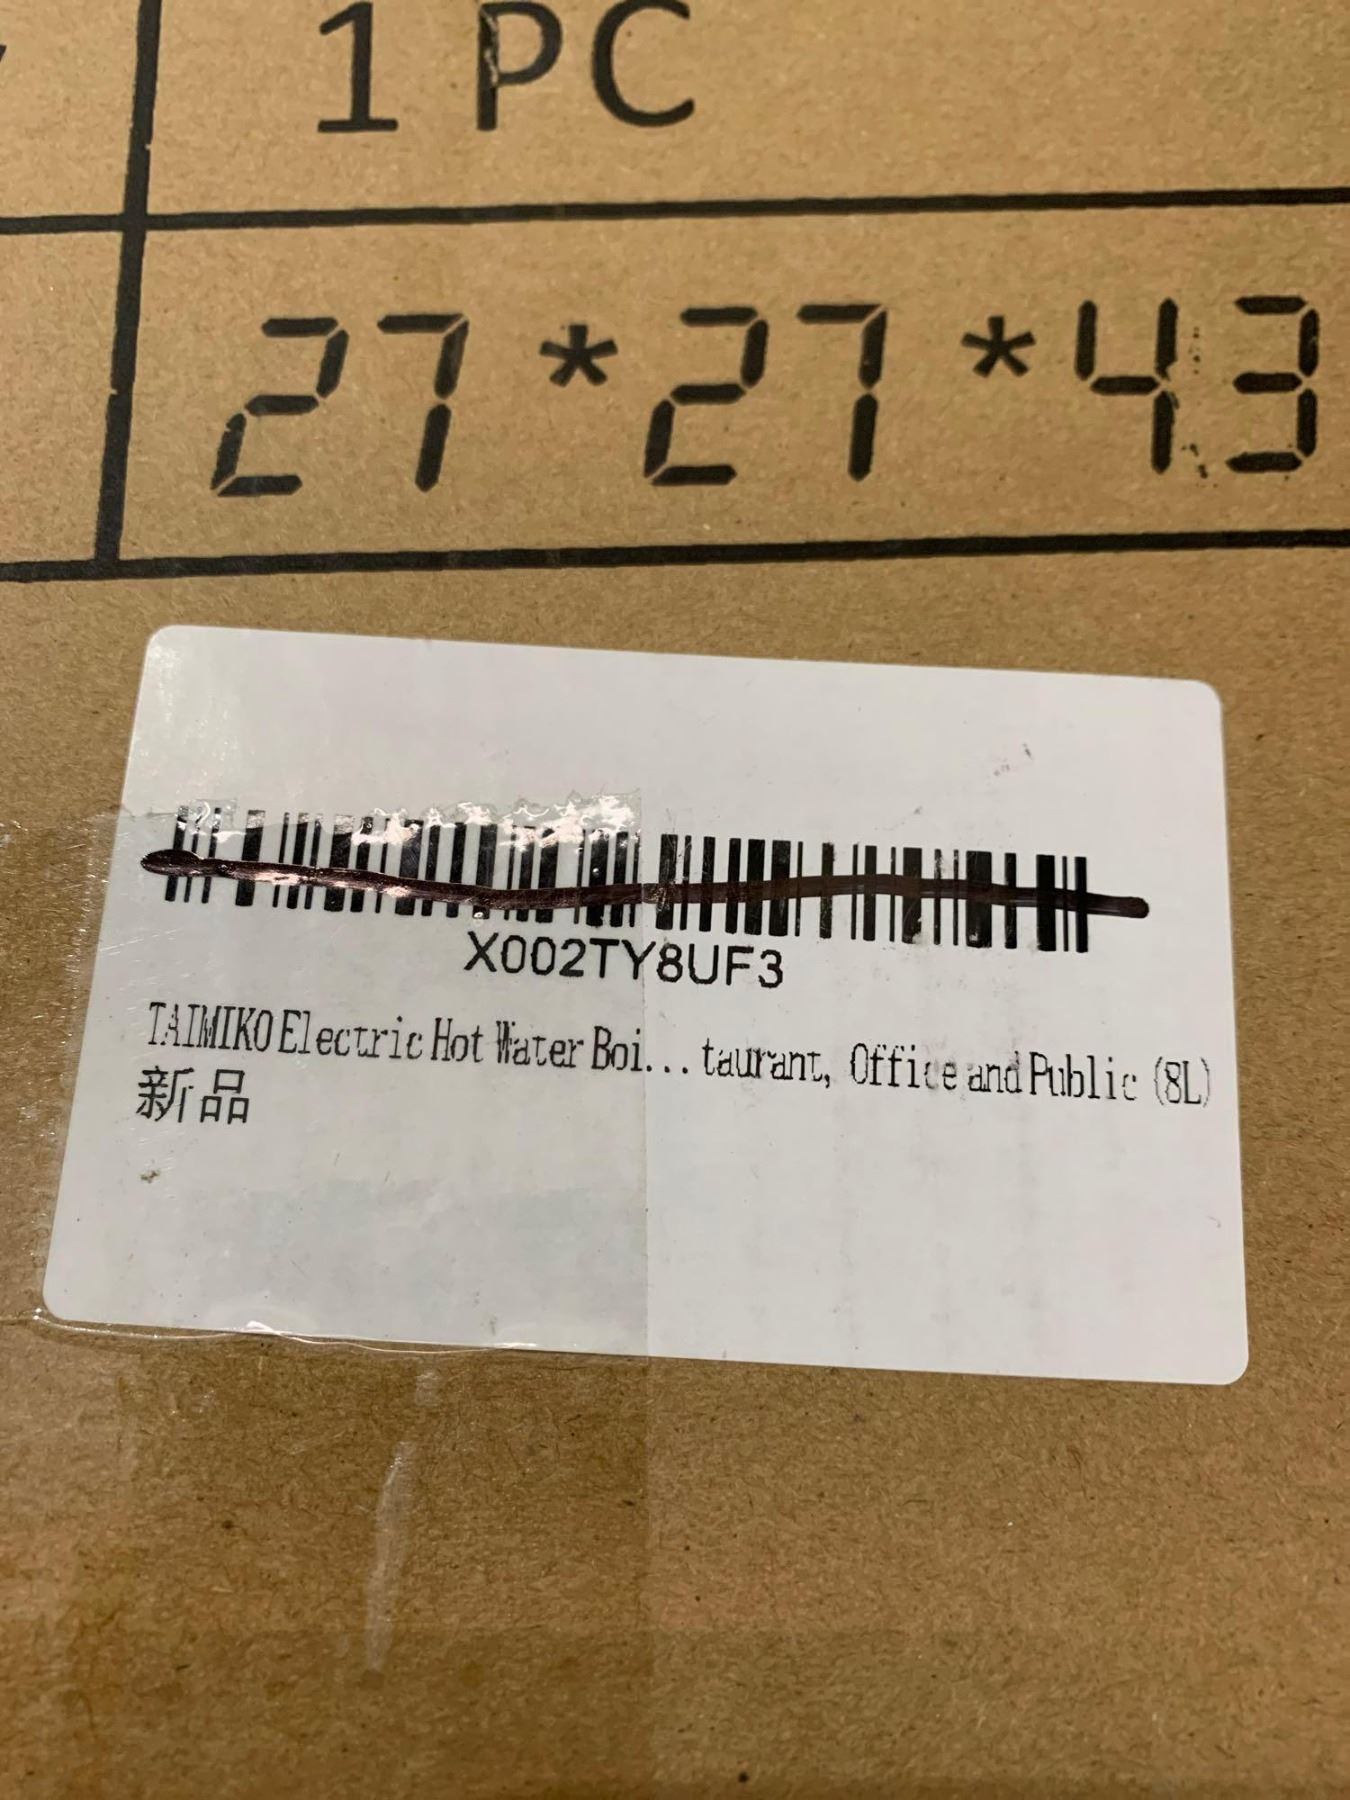 1 PC
27*27*43
X002TY8UF3
TAIMIKO Electric Hot Water Boi... taurant, Office and Public (8L)
新品